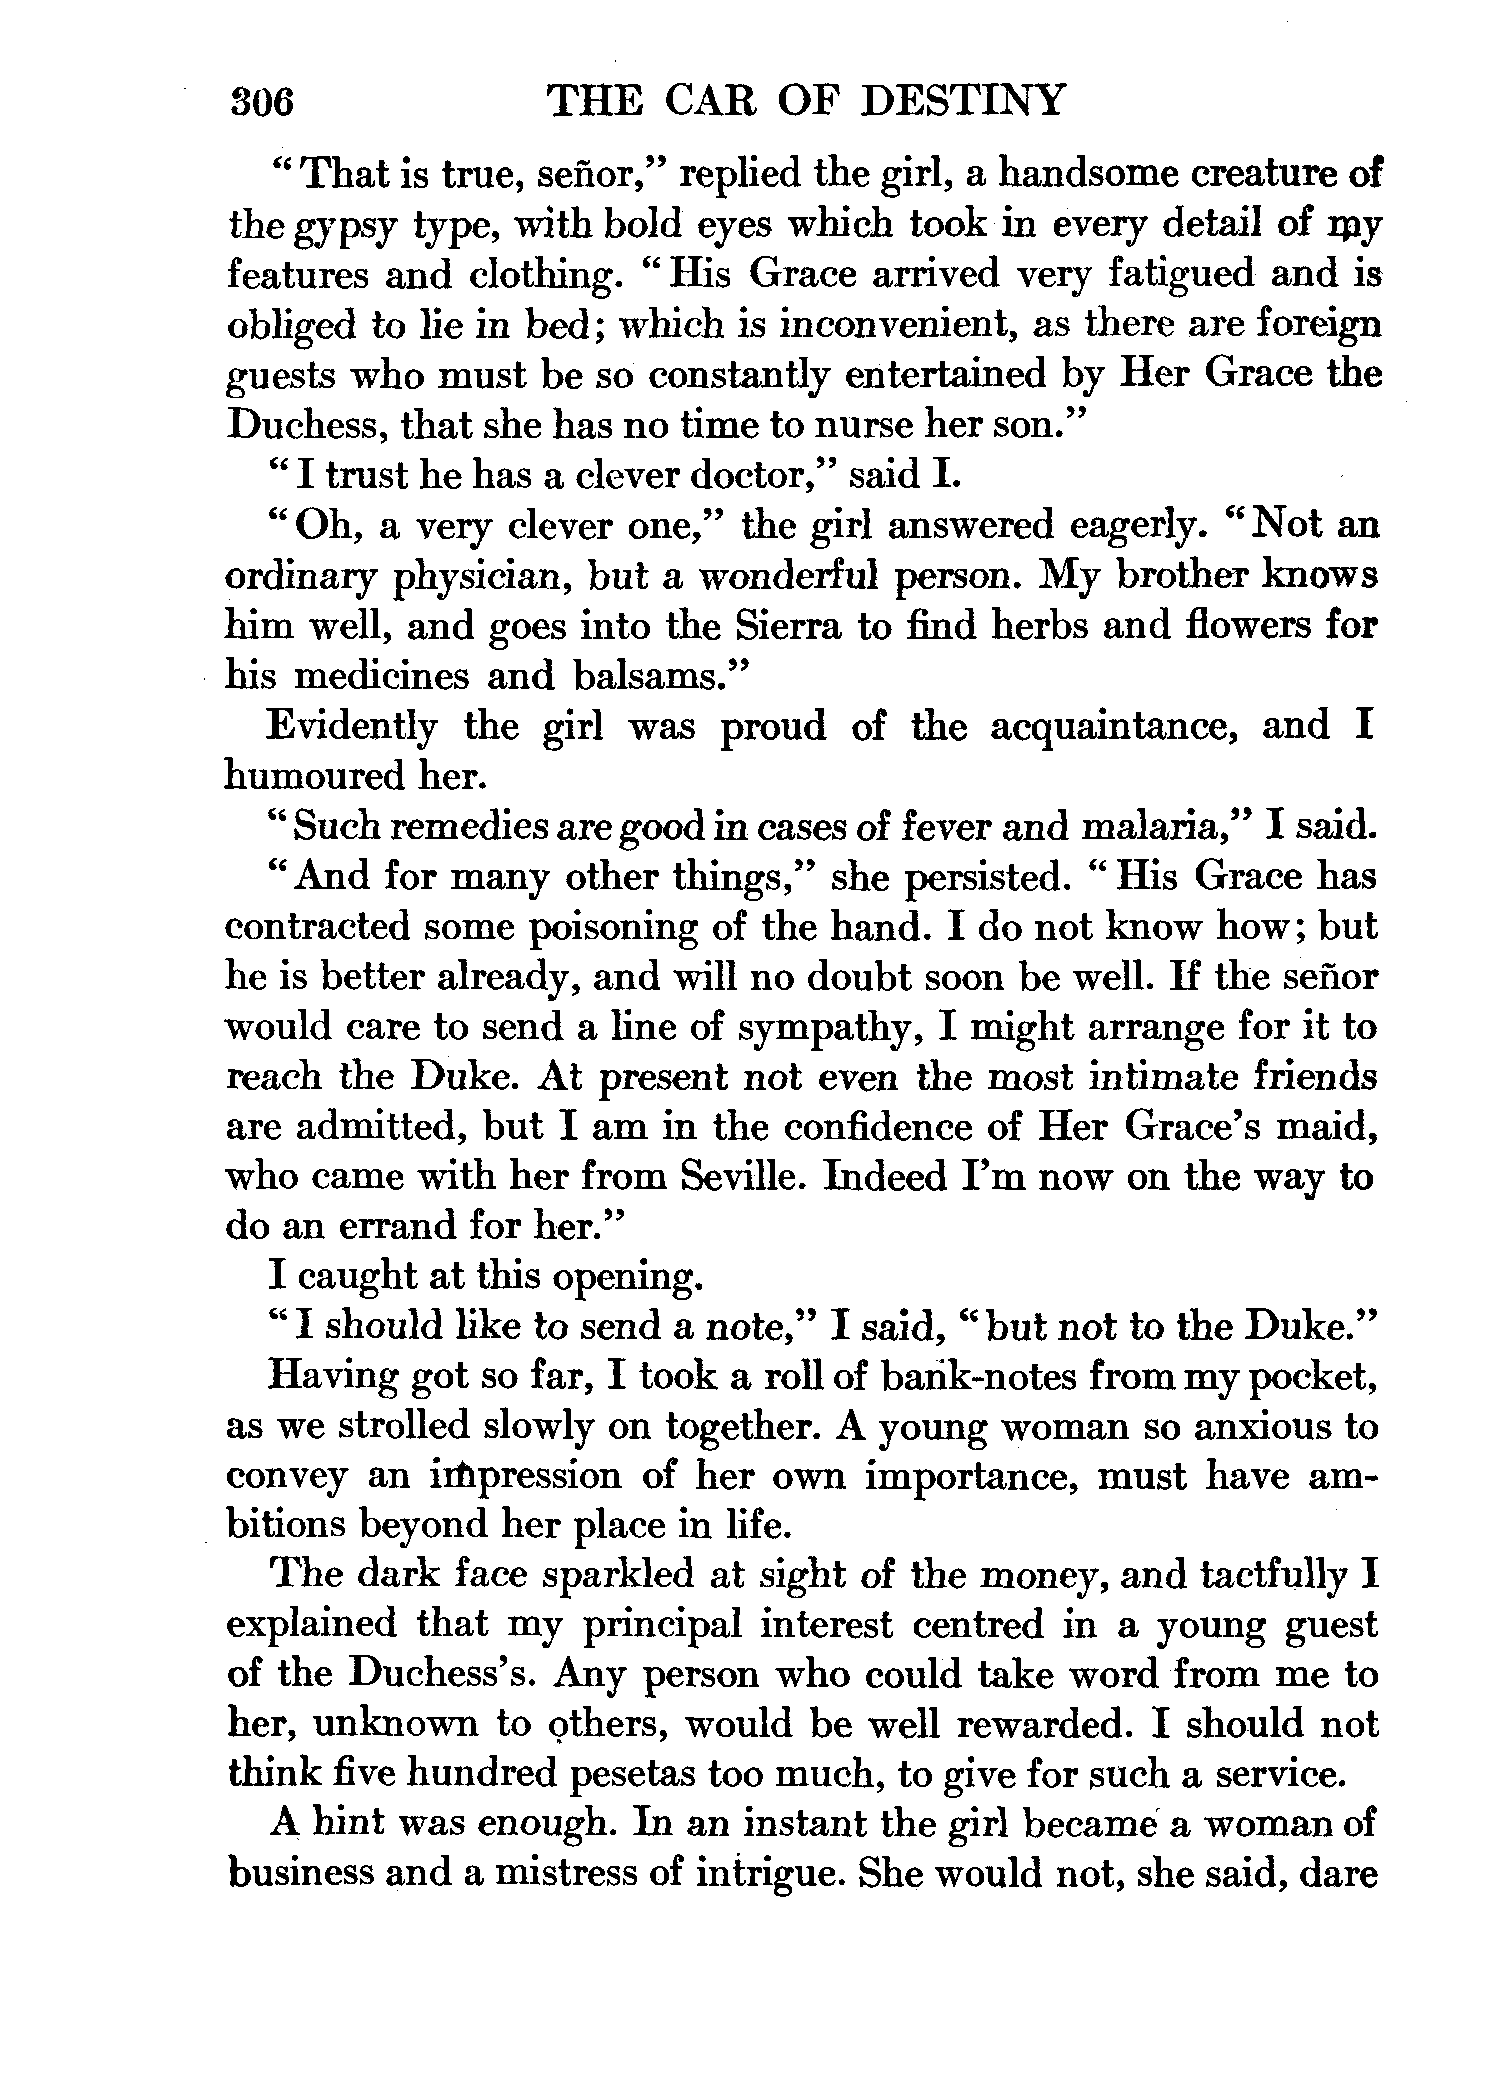 306 THE CAR OF DESTINY
"That is true, señor," replied the girl, a handsome creature of
the gypsy type, with bold eyes which took in every detail of my
features and clothing. "His Grace arrived very fatigued and is
obliged to lie in bed; which is inconvenient, as there are foreign
guests who must be so constantly entertained by Her Grace the
Duchess, that she has no time to nurse her son."
"I trust he has a clever doctor," said I.
"Oh, a very clever one," the girl answered eagerly. "Not an
ordinary physician, but a wonderful person. My brother knows
him well, and goes into the Sierra to find herbs and flowers for
his medicines and balsams."
Evidently the girl was proud of the acquaintance, and I
humoured her.
"Such remedies are good in cases of fever and malaria," I said.
"And for many other things," she persisted. "His Grace has
contracted some poisoning of the hand. I do not know how; but
he is better already, and will no doubt soon be well. If the señor
would care to send a line of sympathy, I might arrange for it to
reach the Duke. At present not even the most intimate friends
are admitted, but I am in the confidence of Her Grace's maid,
who came with her from Seville. Indeed I'm now on the way to
do an errand for her."
I caught at this opening.
"I should like to send a note," I said, "but not to the Duke."
Having got so far, I took a roll of bank-notes from my pocket,
as we strolled slowly on together. A young woman so anxious to
convey an impression of her own importance, must have am-
bitions beyond her place in life.
The dark face sparkled at sight of the money, and tactfully I
explained that my principal interest centred in a young guest
of the Duchess's. Any person who could take word from me to
her, unknown to others, would be well rewarded. I should not
think five hundred pesetas too much, to give for such a service.
A hint was enough. In an instant the girl became a woman of
business and a mistress of intrigue. She would not, she said, dare